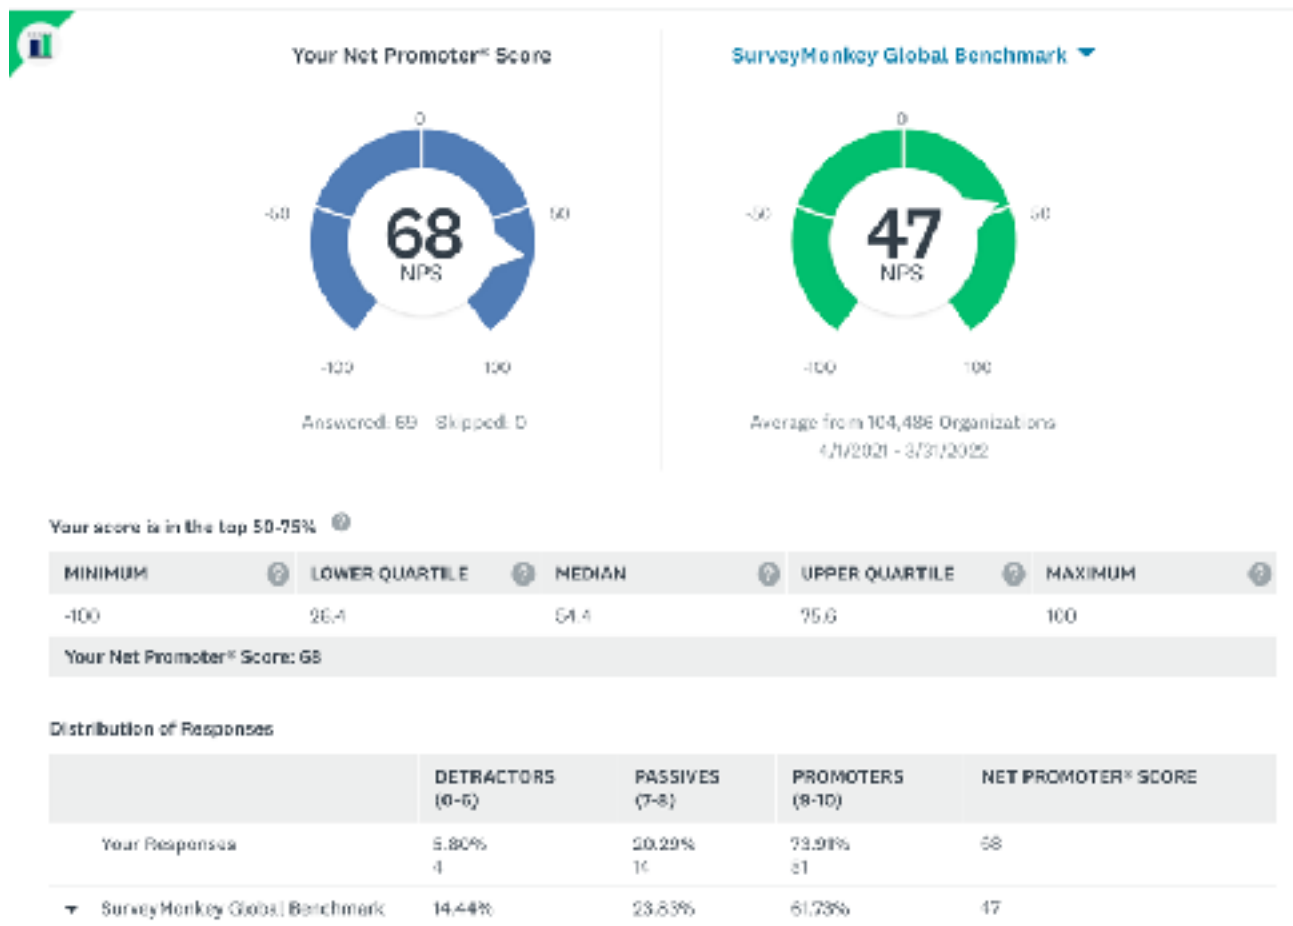 Your Net Promoter® Score
SurveyMonkey Global Benchmark
0
0
-50
50
-50
50
68
NPS
47
NPS
-100
100
-100
100
Answered: 69 Skipped: 0
Average from 104,486 Organizations
4/1/2021 - 3/31/2022
Your score is in the top 50-75% ?
MINIMUM ? LOWER QUARTILE ? MEDIAN ? UPPER QUARTILE ? MAXIMUM ?
-100 26.4 54.4 75.6 100
Your Net Promoter® Score: 68
Distribution of Responses
DETRACTORS PASSIVES PROMOTERS NET PROMOTER® SCORE
(0-6) (7-8) (9-10)
Your Responses 5.80% 20.29% 73.91% 68
4 14 51
SurveyMonkey Global Benchmark 14.44% 23.83% 61.73% 47